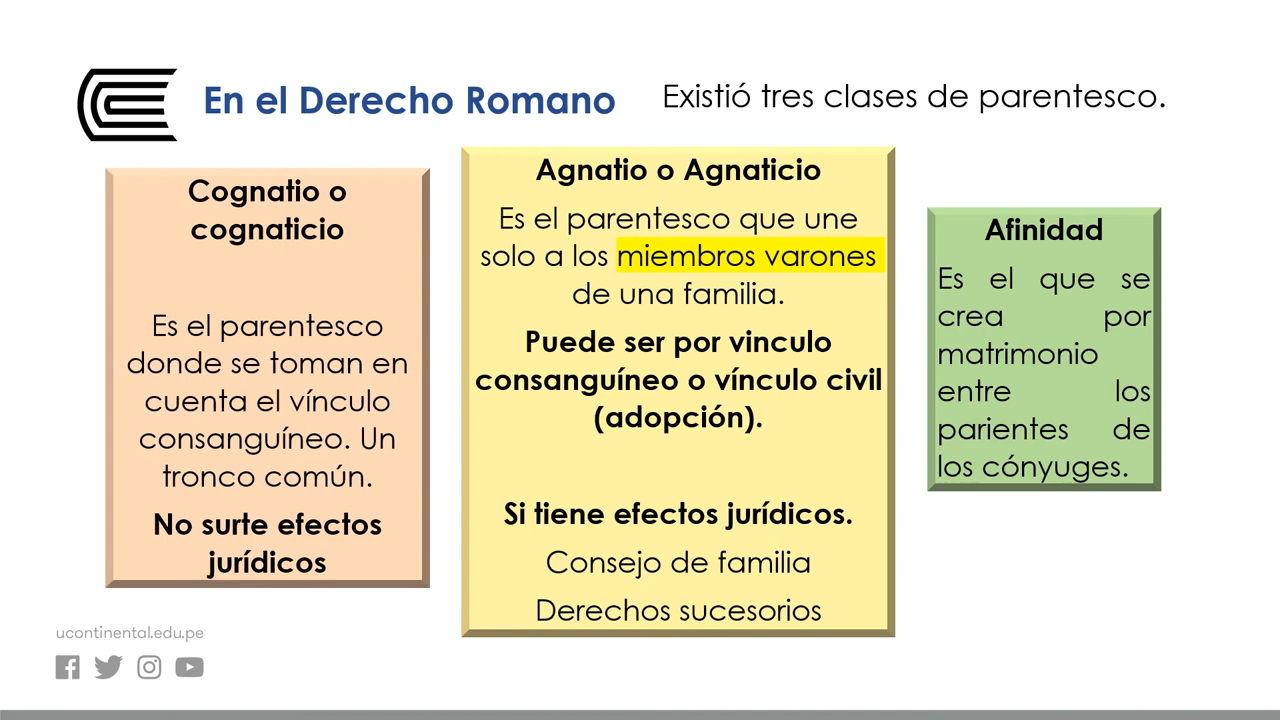 En el Derecho Romano
Existió tres clases de parentesco.
Cognatio o
cognaticio
Es el parentesco
donde se toman en
cuenta el vínculo
consanguíneo. Un
tronco común.
No surte efectos
jurídicos
Agnatio o Agnaticio
Es el parentesco que une
solo a los miembros varones
de una familia.
Puede ser por vinculo
consanguíneo o vínculo civil
(adopción).
Si tiene efectos jurídicos.
Consejo de familia
Derechos sucesorios
Afinidad
Es el que se
crea por
matrimonio
entre los
parientes de
los cónyuges.
ucontinental.edu.pe